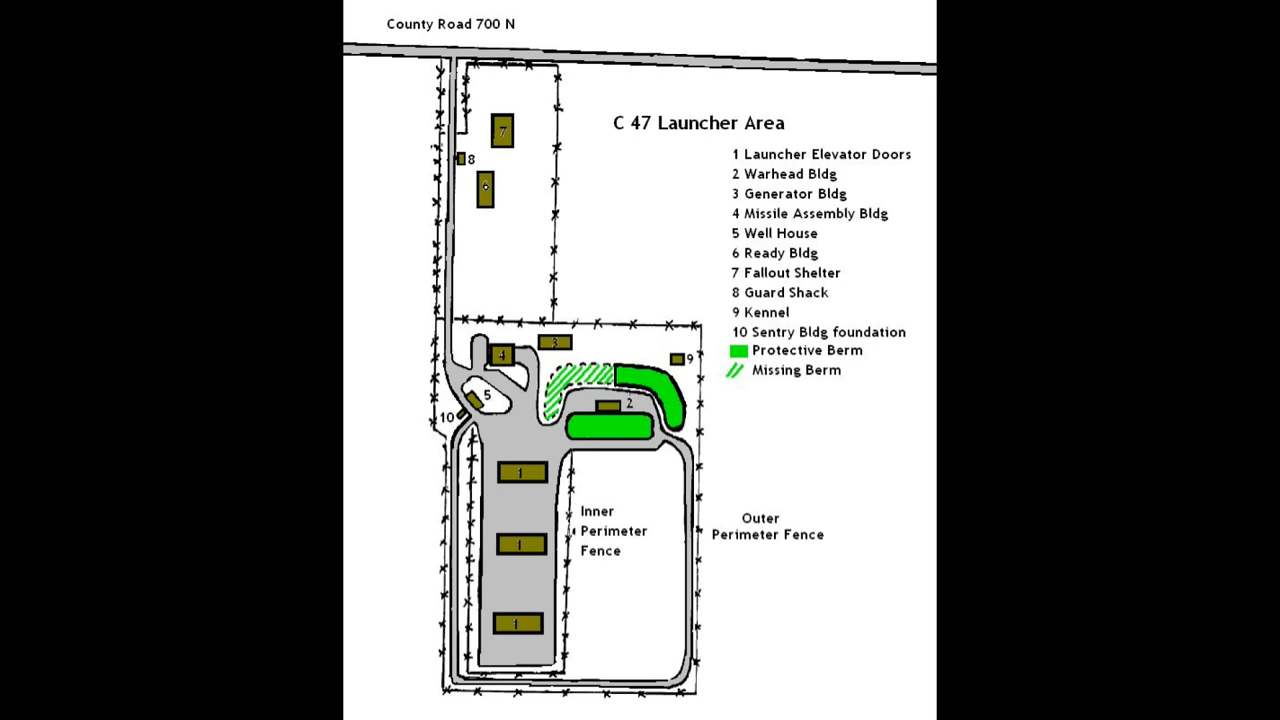 County Road 700 N
C 47 Launcher Area
1 Launcher Elevator Doors
2 Warhead Bldg
3 Generator Bldg
4 Missile Assembly Bldg
5 Well House
6 Ready Bldg
7 Fallout Shelter
8 Guard Shack
9 Kennel
10 Sentry Bldg foundation
Protective Berm
Missing Berm
7
8
6
3
4
9
5
2
10
1
1
1
Inner
Perimeter
Fence
Outer
Perimeter Fence